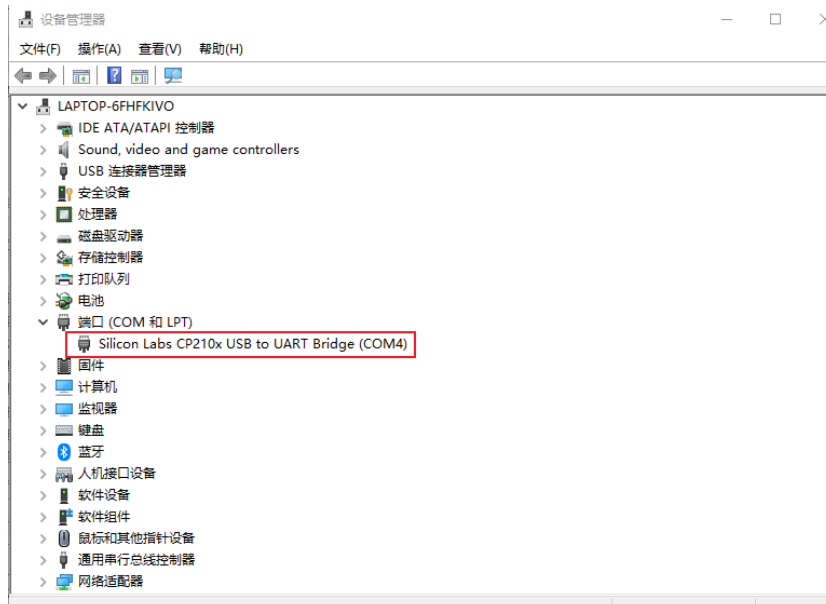 设备管理器
文件(F) 操作(A) 查看(V) 帮助(H)
LAPTOP-6FHFKIVO
IDE ATA/ATAPI 控制器
Sound, video and game controllers
USB 连接器管理器
安全设备
处理器
磁盘驱动器
存储控制器
打印队列
电池
端口 (COM 和 LPT)
Silicon Labs CP210x USB to UART Bridge (COM4)
固件
计算机
监视器
键盘
蓝牙
人机接口设备
软件设备
软件组件
鼠标和其他指针设备
通用串行总线控制器
网络适配器